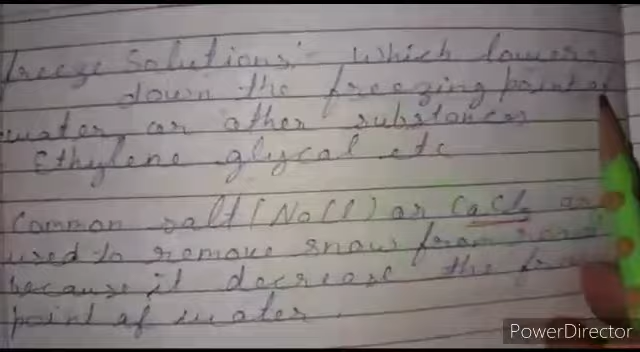 freeze solutions:- which lowers
down the freezing point of
water or other substances
Ethylene glycal etc
Common salt (NaCl) or CaCl2 are
used to remove snow from
because it decrease the
point of water.
PowerDirector